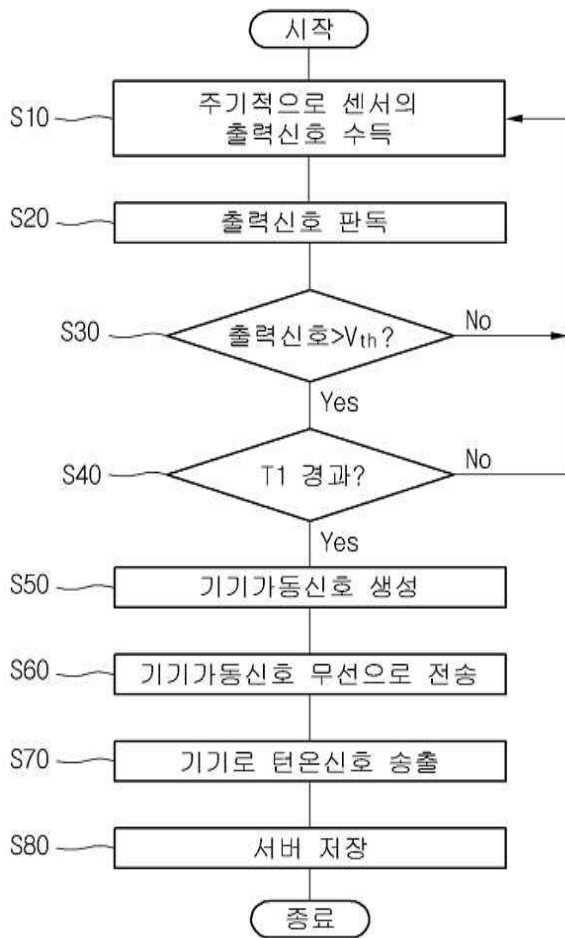 시작
S10
주기적으로 센서의
출력신호 수득
S20
출력신호 판독
S30
출력신호>Vth?
No
Yes
S40
T1 경과?
No
Yes
S50
기기가동신호 생성
S60
기기가동신호 무선으로 전송
S70
기기로 턴온신호 송출
S80
서버 저장
종료